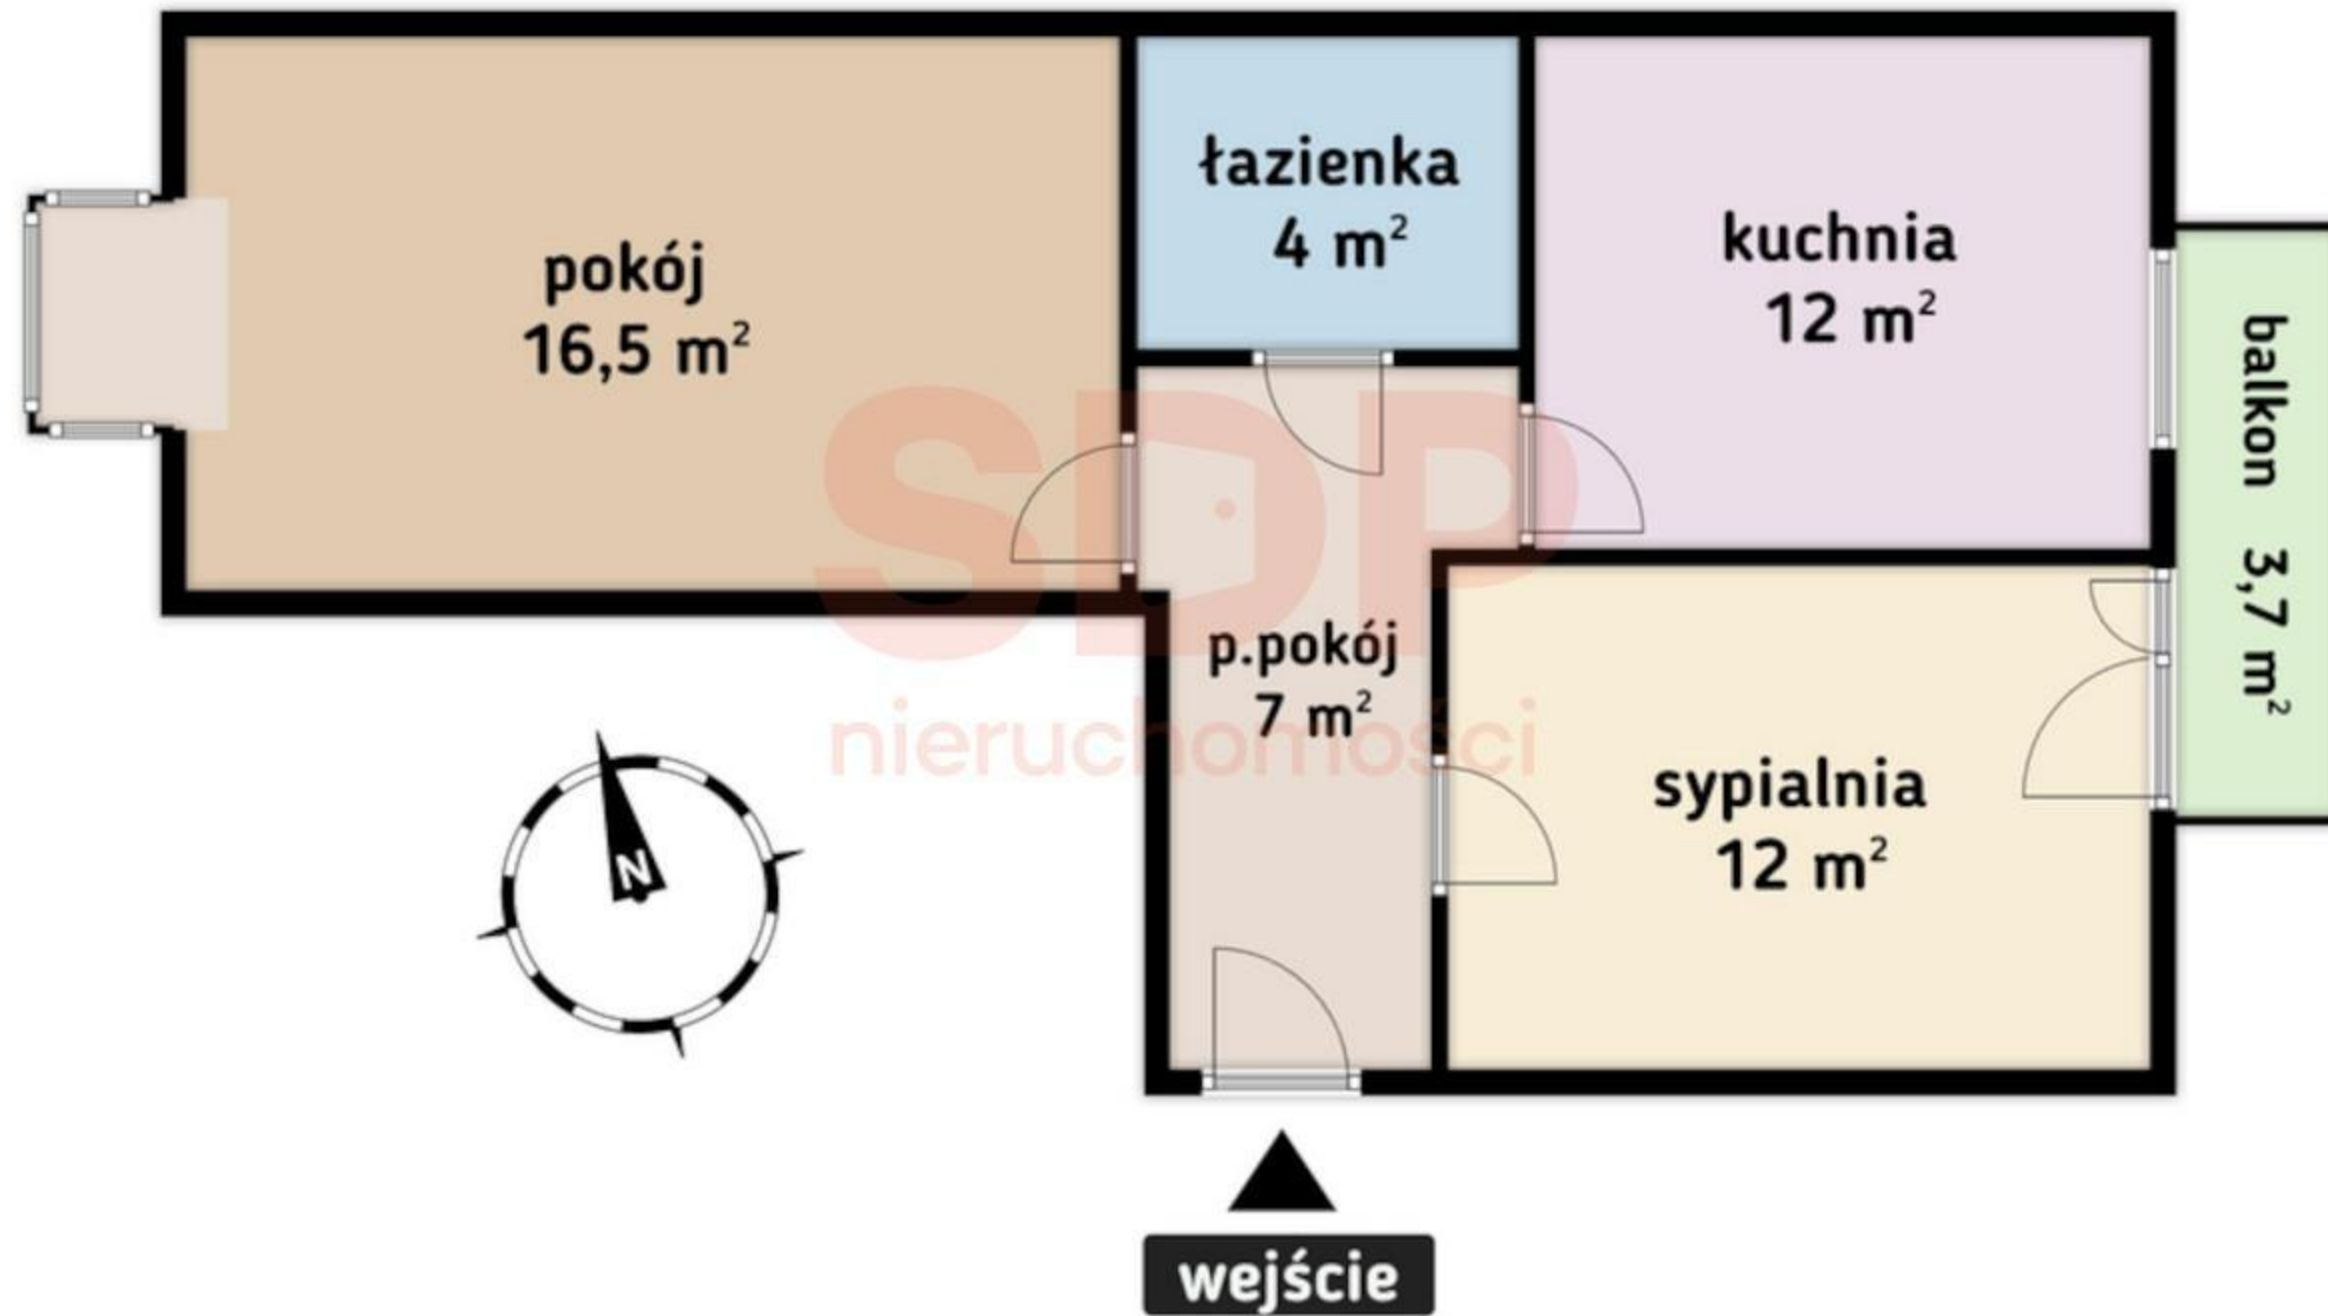 łazienka
4 m²
kuchnia
12 m²
pokój
16,5 m²
balkon 3,7 m²
SDP
nieruchomości
p.pokój
7 m²
sypialnia
12 m²
N
wejście